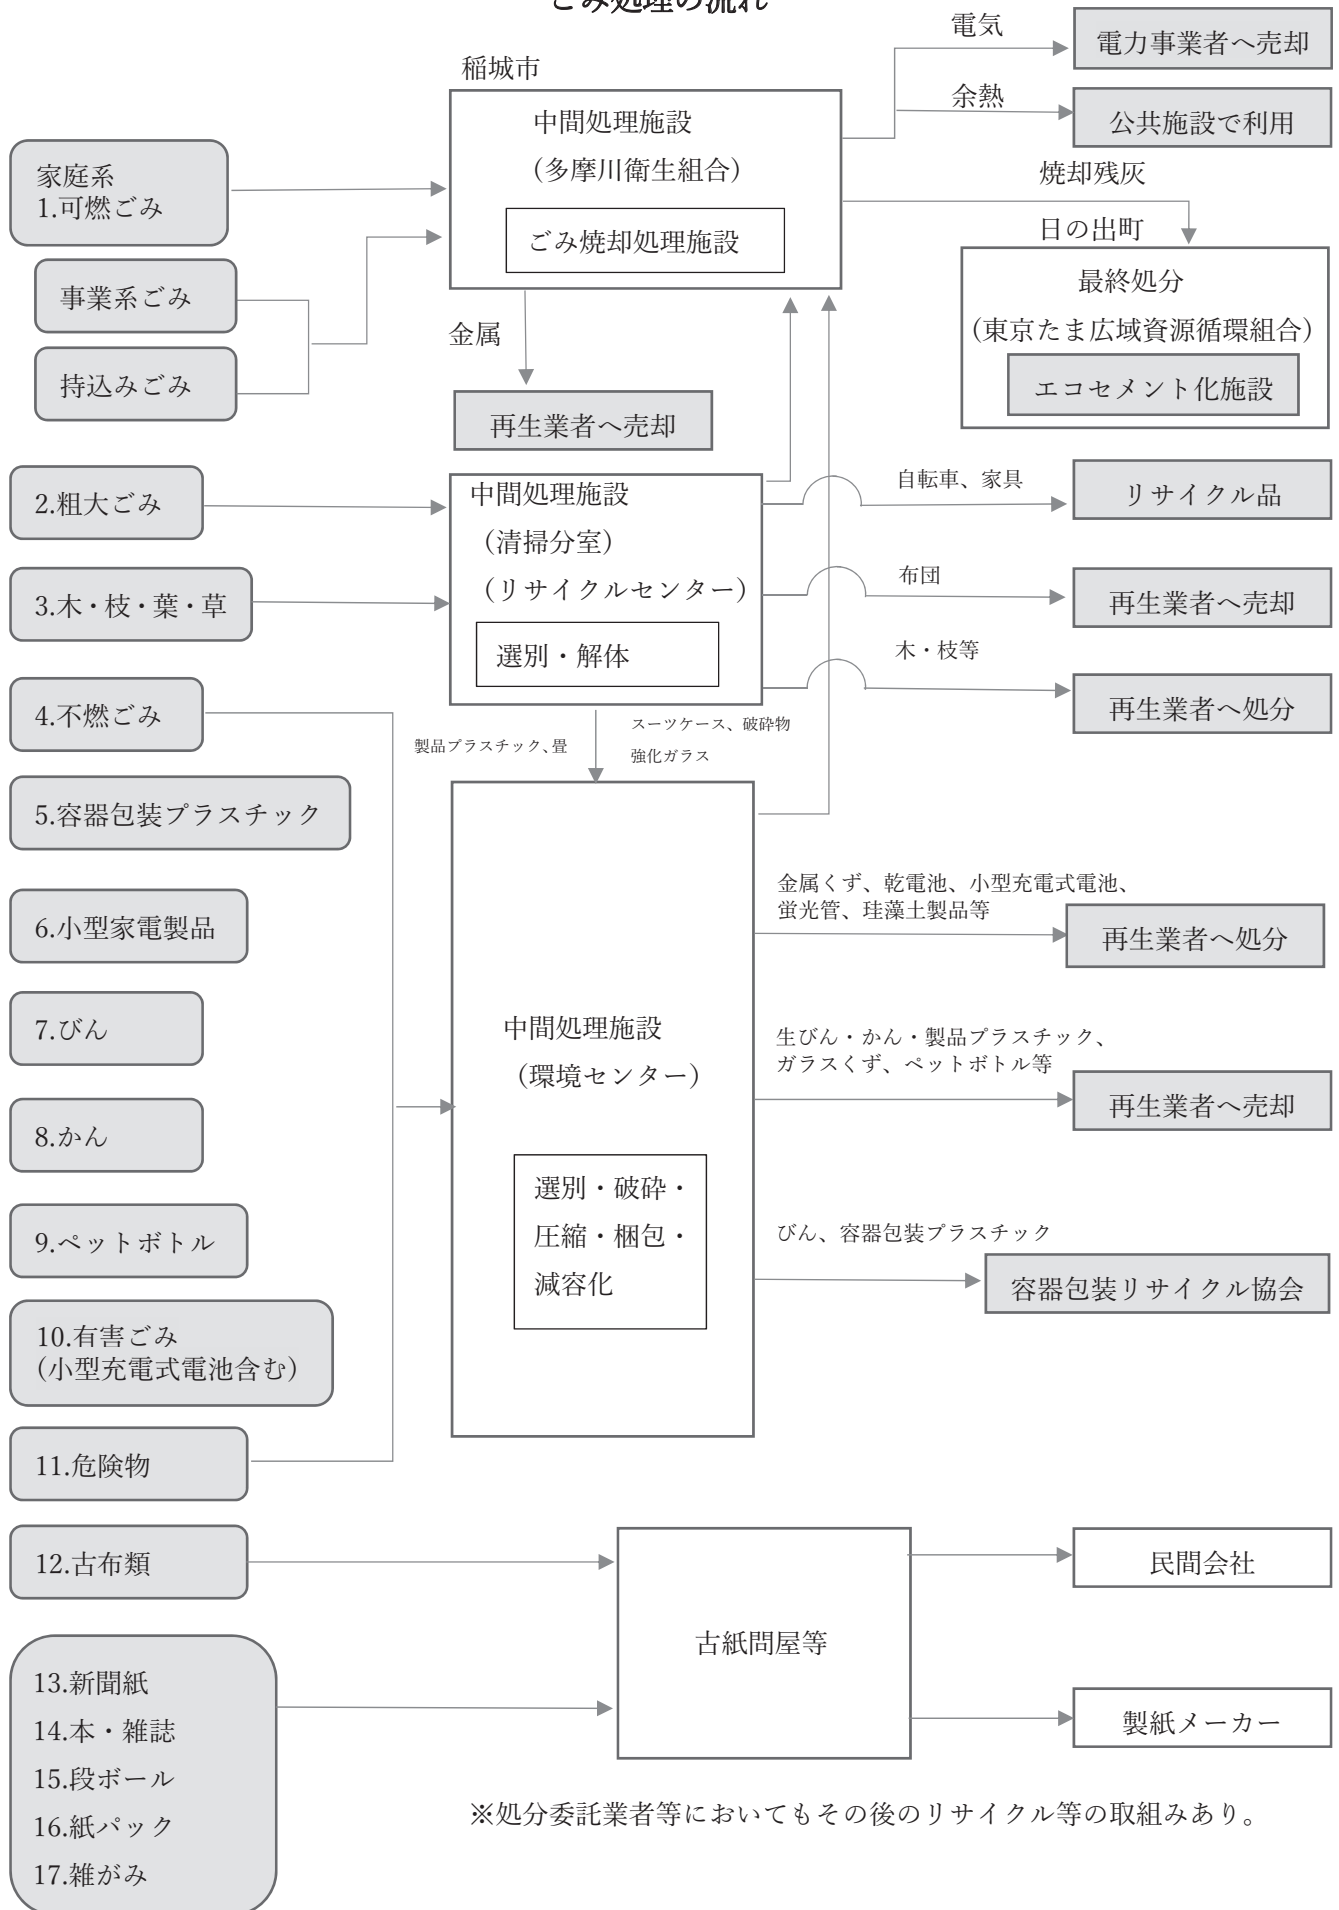 ごみ処理の流れ
電気
電力事業者へ売却
稲城市
余熱
公共施設で利用
中間処理施設
（多摩川衛生組合）
ごみ焼却処理施設
家庭系
1.可燃ごみ
焼却残灰
日の出町
最終処分
（東京たま広域資源循環組合）
エコセメント化施設
事業系ごみ
持込みごみ
金属
再生業者へ売却
2.粗大ごみ
中間処理施設
（清掃分室）
（リサイクルセンター）
選別・解体
自転車、家具
リサイクル品
3.木・枝・葉・草
布団
再生業者へ売却
木・枝等
再生業者へ処分
4.不燃ごみ
製品プラスチック、畳
スーツケース、破砕物
強化ガラス
5.容器包装プラスチック
6.小型家電製品
金属くず、乾電池、小型充電式電池、
蛍光管、珪藻土製品等
再生業者へ処分
7.びん
中間処理施設
（環境センター）
生びん・かん・製品プラスチック、
ガラスくず、ペットボトル等
再生業者へ売却
8.かん
選別・破砕・
圧縮・梱包・
減容化
9.ペットボトル
びん、容器包装プラスチック
容器包装リサイクル協会
10.有害ごみ
（小型充電式電池含む）
11.危険物
12.古布類
古紙問屋等
民間会社
13.新聞紙
14.本・雑誌
15.段ボール
16.紙パック
17.雑がみ
製紙メーカー
※処分委託業者等においてもその後のリサイクル等の取組みあり。